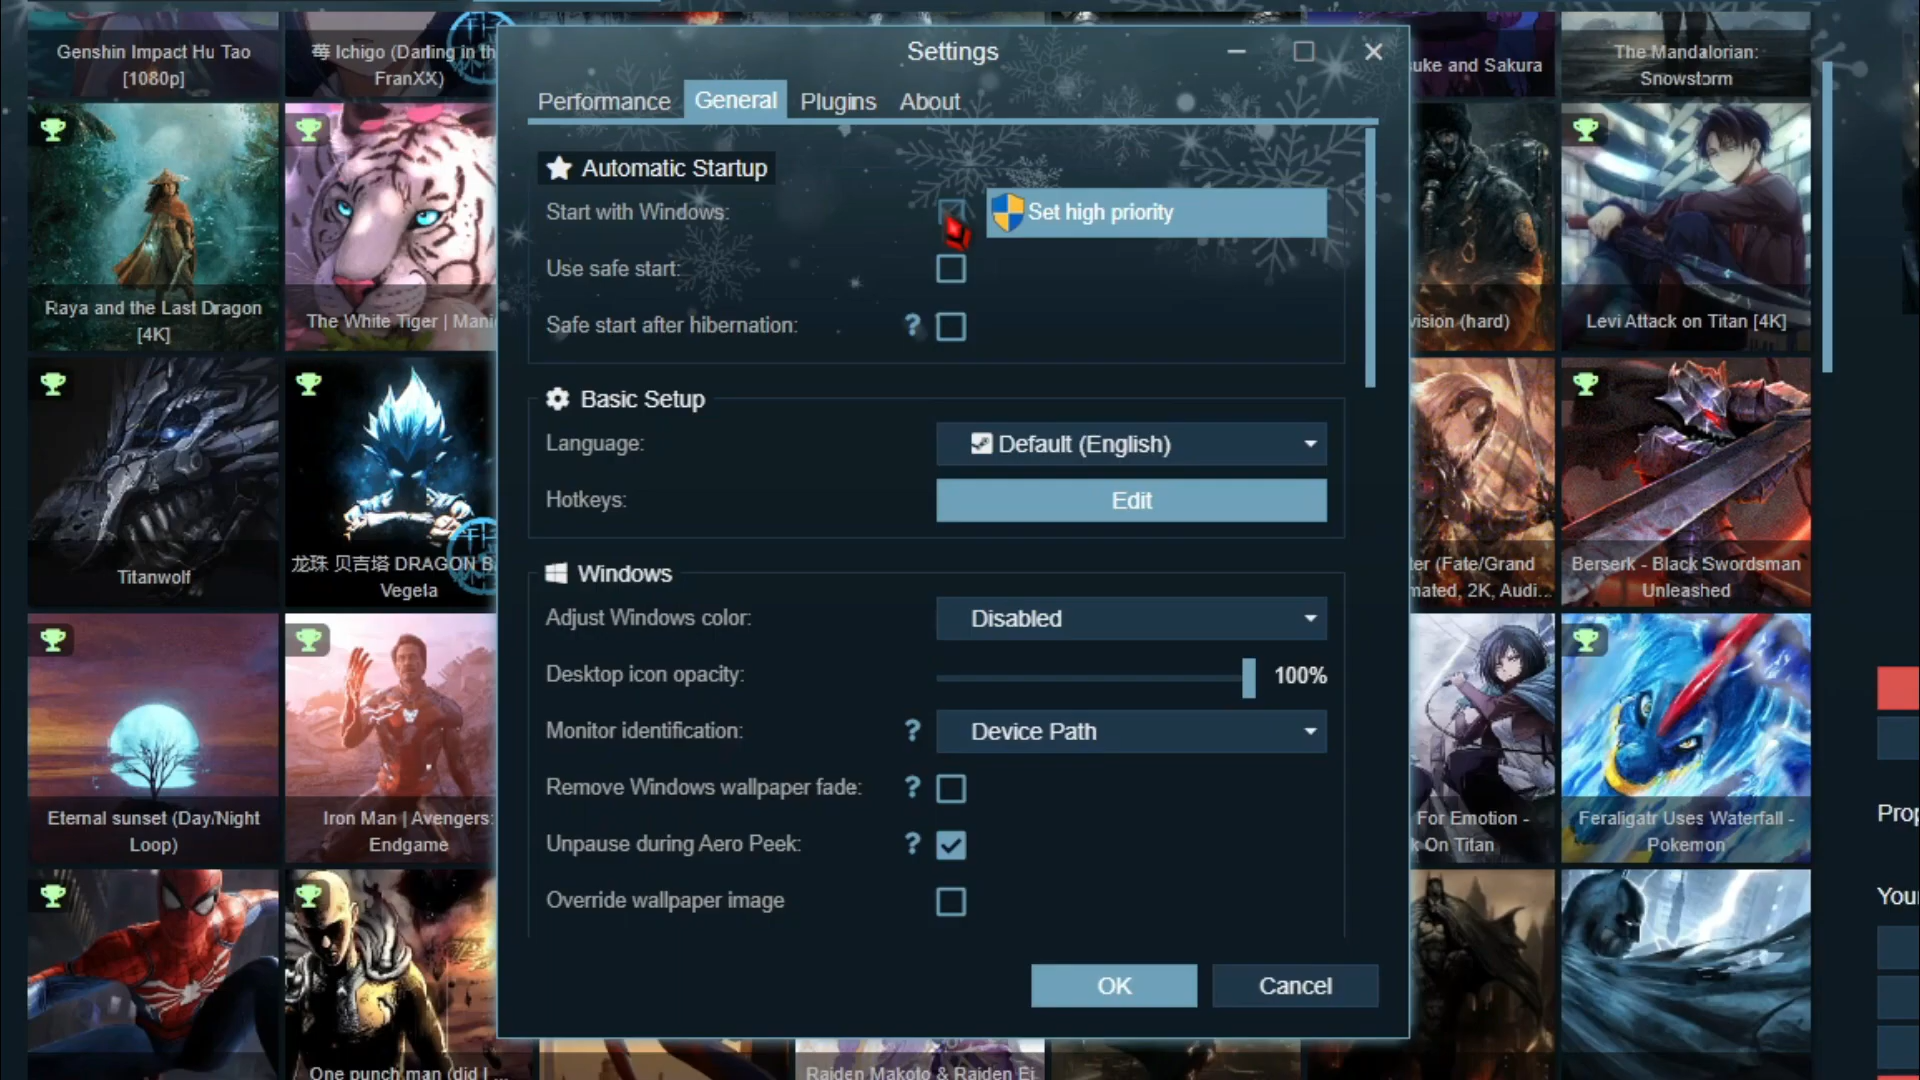 Genshin Impact Hu Tao
[1080p]
Ichigo (Darling in th
FranXX)
Settings
uke and Sakura
The Mandalorian:
Snowstorm
Performance
General
Plugins
About
Automatic Startup
Start with Windows:
Set high priority
Use safe start:
Safe start after hibernation:
?
Basic Setup
Language:
Default (English)
Hotkeys:
Edit
Windows
Adjust Windows color:
Disabled
Desktop icon opacity:
100%
Monitor identification:
?
Device Path
Remove Windows wallpaper fade:
?
Unpause during Aero Peek:
?
Override wallpaper image
OK
Cancel
Raya and the Last Dragon
[4K]
The White Tiger | Mani
vision (hard)
Levi Attack on Titan [4K]
Titanwolf
龙珠 贝吉塔 DRAGON B
Vegeta
ter (Fate/Grand
mated, 2K, Audi...
Berserk - Black Swordsman
Unleashed
Eternal sunset (Day/Night
Loop)
Iron Man | Avengers:
Endgame
For Emotion -
k On Titan
Feraligatr Uses Waterfall -
Pokemon
Prop
You
One punch man (did I ...
Raiden Makoto & Raiden Ei